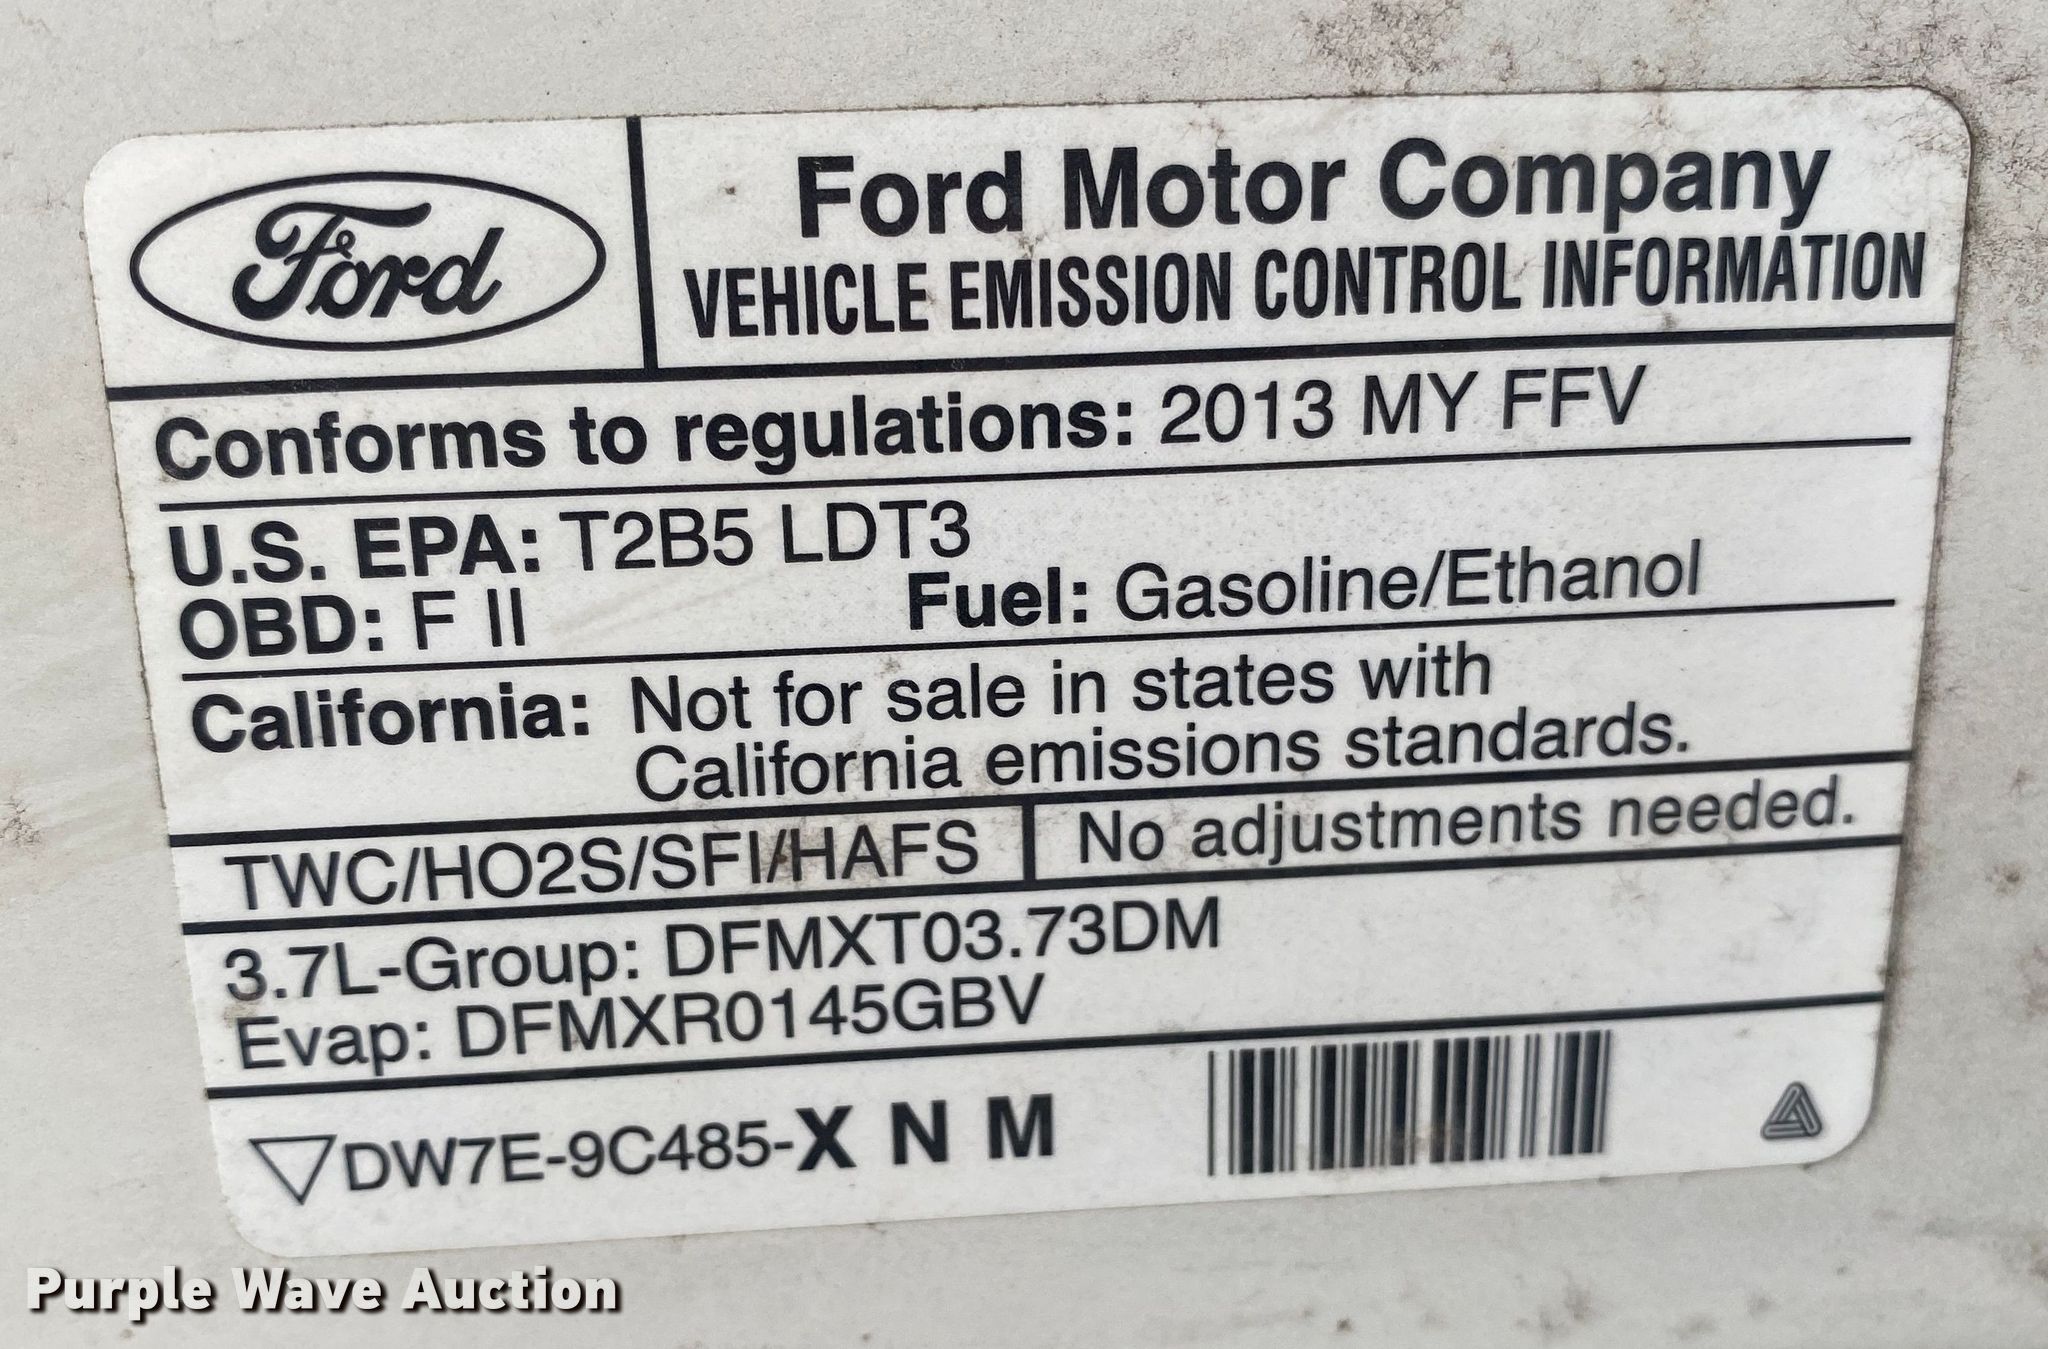 Ford
Ford Motor Company
VEHICLE EMISSION CONTROL INFORMATION
Conforms to regulations: 2013 MY FFV
U.S. EPA: T2B5 LDT3
OBD: F II Fuel: Gasoline/Ethanol
California: Not for sale in states with
California emissions standards.
TWC/HO2S/SFI/HAFS No adjustments needed.
3.7L-Group: DFMXT03.73DM
Evap: DFMXR0145GBV
DW7E-9C485-X N M
Purple Wave Auction